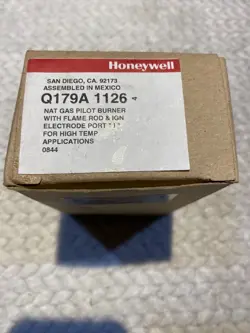 Honeywell
SAN DIEGO, CA. 92173
ASSEMBLED IN MEXICO
Q179A 1126 4
NAT GAS PILOT BURNER
WITH FLAME ROD & IGN
ELECTRODE PORT
FOR HIGH TEMP
APPLICATIONS
0844